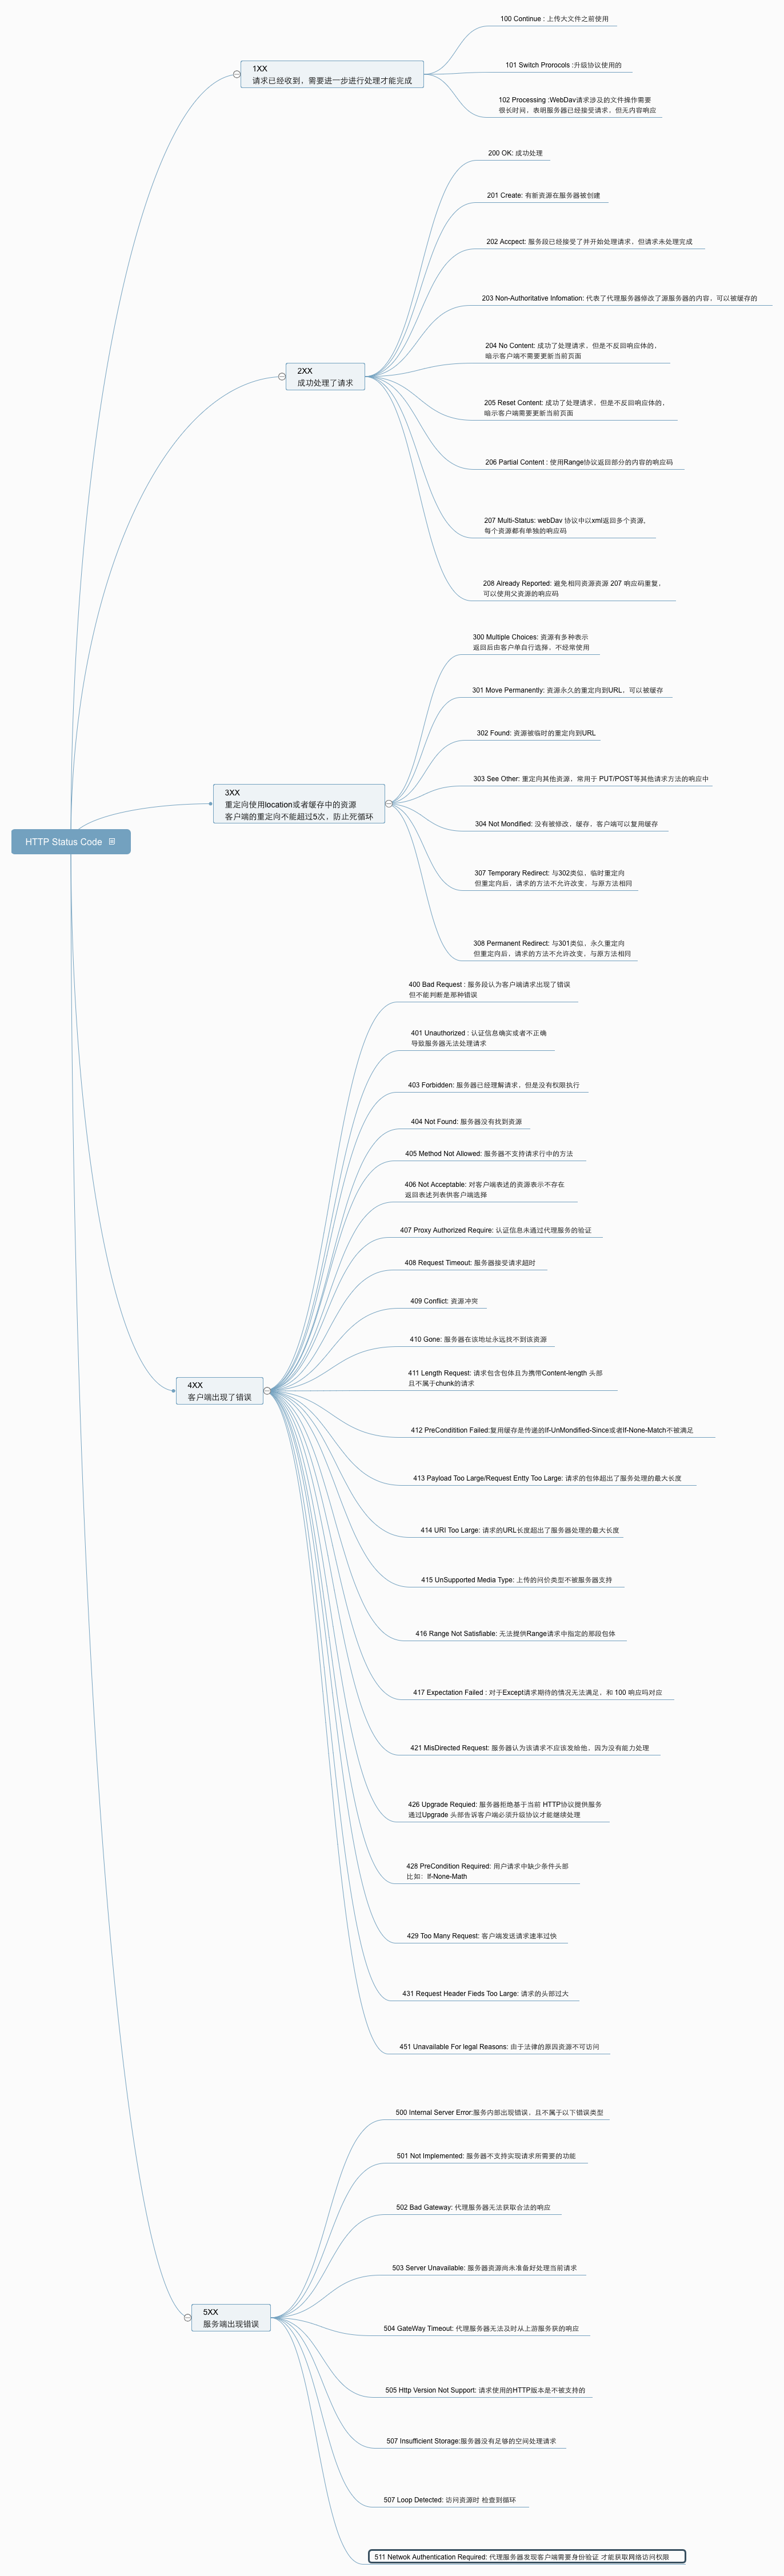 HTTP Status Code
1XX
请求已经收到，需要进一步进行处理才能完成
100 Continue : 上传大文件之前使用
101 Switch Prorocols :升级协议使用的
102 Processing :WebDav请求涉及的文件操作需要
很长时间，表明服务器已经接受请求，但无内容响应
2XX
成功处理了请求
200 OK: 成功处理
201 Create: 有新资源在服务器被创建
202 Accpect: 服务段已经接受了并开始处理请求，但请求未处理完成
203 Non-Authoritative Infomation: 代表了代理服务器修改了源服务器的内容，可以被缓存的
204 No Content: 成功了处理请求，但是不反回响应体的，
暗示客户端不需要更新当前页面
205 Reset Content: 成功了处理请求，但是不反回响应体的，
暗示客户端需要更新当前页面
206 Partial Content : 使用Range协议返回部分的内容的响应码
207 Multi-Status: webDav 协议中以xml返回多个资源，
每个资源都有单独的响应码
208 Already Reported: 避免相同资源资源 207 响应码重复，
可以使用父资源的响应码
3XX
重定向使用location或者缓存中的资源
客户端的重定向不能超过5次，防止死循环
300 Multiple Choices: 资源有多种表示
返回后由客户单自行选择，不经常使用
301 Move Permanently: 资源永久的重定向到URL，可以被缓存
302 Found: 资源被临时的重定向到URL
303 See Other: 重定向其他资源，常用于 PUT/POST等其他请求方法的响应中
304 Not Mondified: 没有被修改，缓存，客户端可以复用缓存
307 Temporary Redirect: 与302类似，临时重定向
但重定向后，请求的方法不允许改变，与原方法相同
308 Permanent Redirect: 与301类似，永久重定向
但重定向后，请求的方法不允许改变，与原方法相同
4XX
客户端出现了错误
400 Bad Request : 服务段认为客户端请求出现了错误
但不能判断是那种错误
401 Unauthorized : 认证信息确实或者不正确
导致服务器无法处理请求
403 Forbidden: 服务器已经理解请求，但是没有权限执行
404 Not Found: 服务器没有找到资源
405 Method Not Allowed: 服务器不支持请求行中的方法
406 Not Acceptable: 对客户端表述的资源表示不存在
返回表述列表供客户端选择
407 Proxy Authorized Require: 认证信息未通过代理服务的验证
408 Request Timeout: 服务器接受请求超时
409 Conflict: 资源冲突
410 Gone: 服务器在该地址永远找不到该资源
411 Length Request: 请求包含包体且为携带Content-length 头部
且不属于chunk的请求
412 PreConditition Failed:复用缓存是传递的If-UnMondified-Since或者If-None-Match不被满足
413 Payload Too Large/Request Entty Too Large: 请求的包体超出了服务处理的最大长度
414 URI Too Large: 请求的URL长度超出了服务器处理的最大长度
415 UnSupported Media Type: 上传的问价类型不被服务器支持
416 Range Not Satisfiable: 无法提供Range请求中指定的那段包体
417 Expectation Failed : 对于Except请求期待的情况无法满足，和 100 响应吗对应
421 MisDirected Request: 服务器认为该请求不应该发给他，因为没有能力处理
426 Upgrade Requied: 服务器拒绝基于当前 HTTP协议提供服务
通过Upgrade 头部告诉客户端必须升级协议才能继续处理
428 PreCondition Required: 用户请求中缺少条件头部
比如： If-None-Math
429 Too Many Request: 客户端发送请求速率过快
431 Request Header Fieds Too Large: 请求的头部过大
451 Unavailable For legal Reasons: 由于法律的原因资源不可访问
5XX
服务端出现错误
500 Internal Server Error:服务内部出现错误，且不属于以下错误类型
501 Not Implemented: 服务器不支持实现请求所需要的功能
502 Bad Gateway: 代理服务器无法获取合法的响应
503 Server Unavailable: 服务器资源尚未准备好处理当前请求
504 GateWay Timeout: 代理服务器无法及时从上游服务获的响应
505 Http Version Not Support: 请求使用的HTTP版本是不被支持的
507 Insufficient Storage:服务器没有足够的空间处理请求
507 Loop Detected: 访问资源时 检查到循环
511 Netwok Authentication Required: 代理服务器发现客户端需要身份验证 才能获取网络访问权限